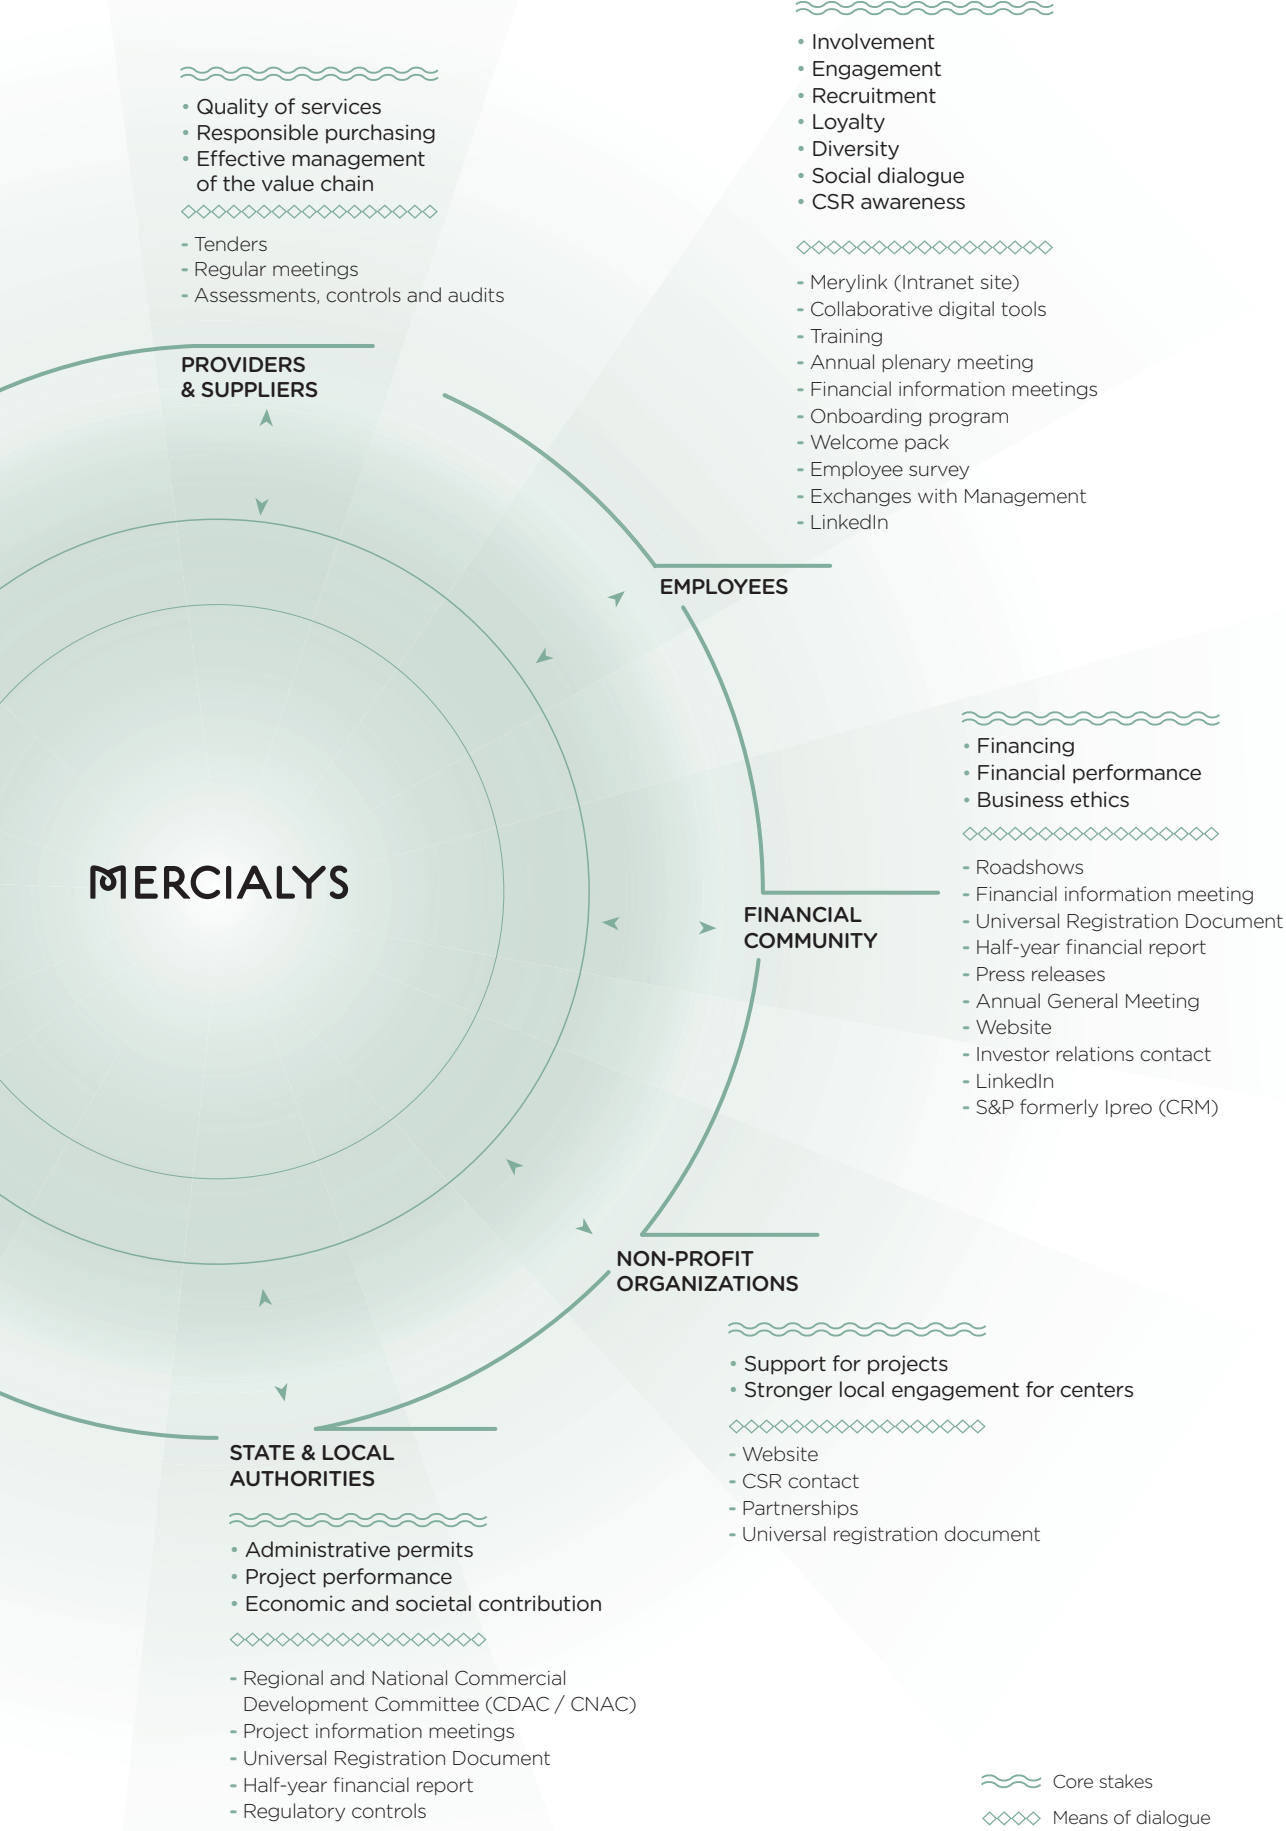 • Quality of services
• Responsible purchasing
• Effective management
of the value chain
- Tenders
- Regular meetings
- Assessments, controls and audits
PROVIDERS
& SUPPLIERS
• Involvement
• Engagement
• Recruitment
• Loyalty
• Diversity
• Social dialogue
• CSR awareness
- Merylink (Intranet site)
- Collaborative digital tools
- Training
- Annual plenary meeting
- Financial information meetings
- Onboarding program
- Welcome pack
- Employee survey
- Exchanges with Management
- LinkedIn
EMPLOYEES
• Financing
• Financial performance
• Business ethics
- Roadshows
- Financial information meeting
- Universal Registration Document
- Half-year financial report
- Press releases
- Annual General Meeting
- Website
- Investor relations contact
- LinkedIn
- S&P formerly Ipreo (CRM)
MERCIALYS
FINANCIAL
COMMUNITY
NON-PROFIT
ORGANIZATIONS
• Support for projects
• Stronger local engagement for centers
- Website
- CSR contact
- Partnerships
- Universal registration document
STATE & LOCAL
AUTHORITIES
• Administrative permits
• Project performance
• Economic and societal contribution
- Regional and National Commercial
Development Committee (CDAC / CNAC)
- Project information meetings
- Universal Registration Document
- Half-year financial report
- Regulatory controls
Core stakes
Means of dialogue